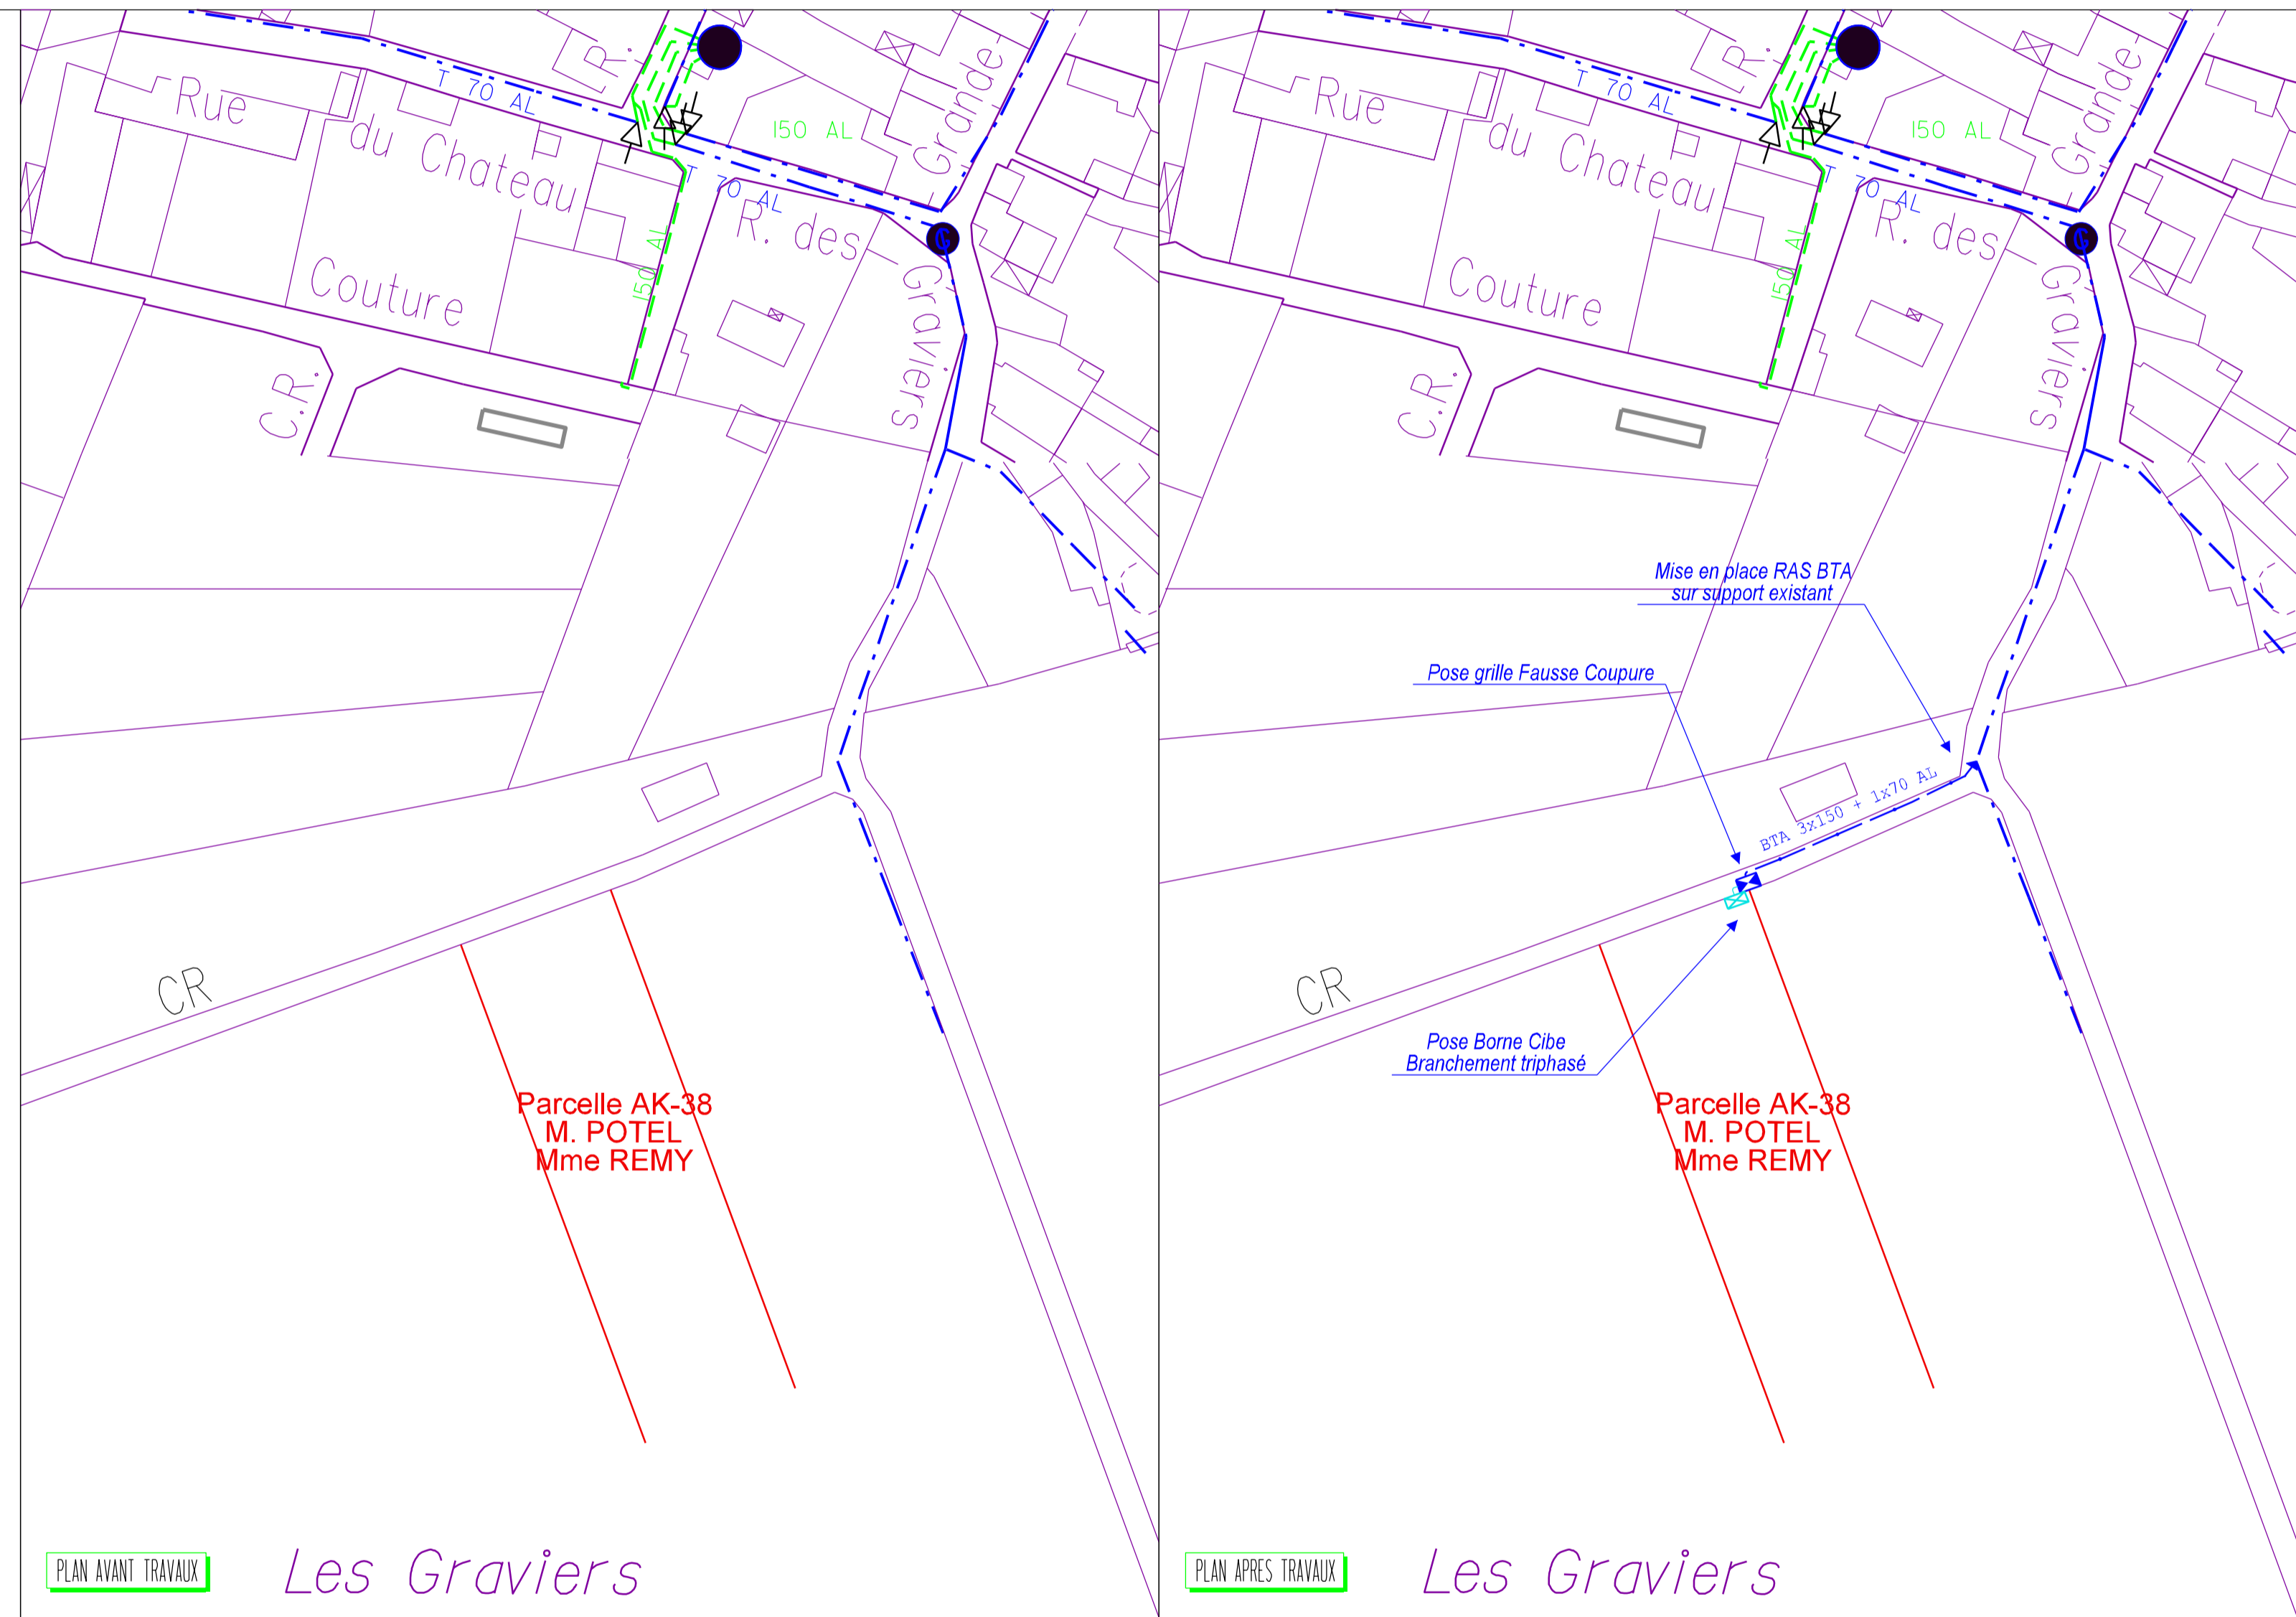 R.
Grande-
T 70 AL
Rue
150 AL
du Chateau
T 70 AL
R. des
150 AL
Couture
Graviers
C.R.
CR
Parcelle AK-38
M. POTEL
Mme REMY
PLAN AVANT TRAVAUX
Les Graviers
R.
Grande-
T 70 AL
Rue
150 AL
du Chateau
T 70 AL
R. des
150 AL
Couture
Graviers
C.R.
Mise en place RAS BTA
sur support existant
Pose grille Fausse Coupure
BTA 3x150 + 1x70 AL
CR
Pose Borne Cibe
Branchement triphasé
Parcelle AK-38
M. POTEL
Mme REMY
PLAN APRES TRAVAUX
Les Graviers